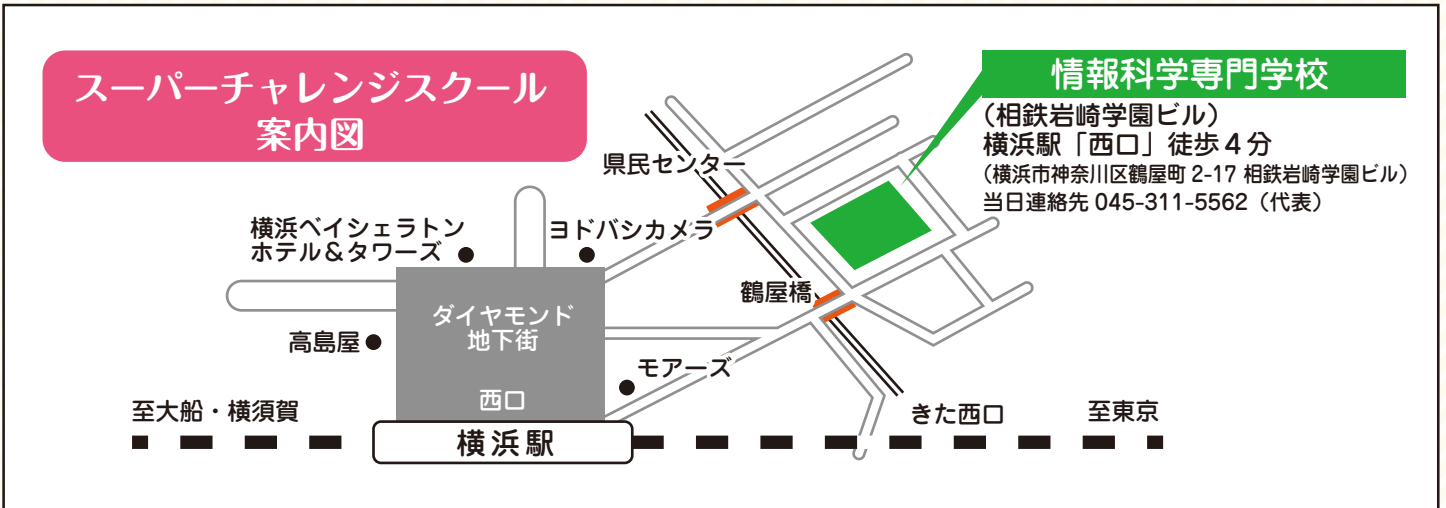 スーパーチャレンジスクール
案内図
情報科学専門学校
(相鉄岩崎学園ビル)
横浜駅「西口」徒歩4分
(横浜市神奈川区鶴屋町 2-17 相鉄岩崎学園ビル)
当日連絡先 045-311-5562(代表)
県民センター
横浜ベイシェラトン
ホテル&タワーズ
ヨドバシカメラ
鶴屋橋
ダイヤモンド
地下街
高島屋
モアーズ
西口
至大船・横須賀
きた西口
至東京
横浜駅